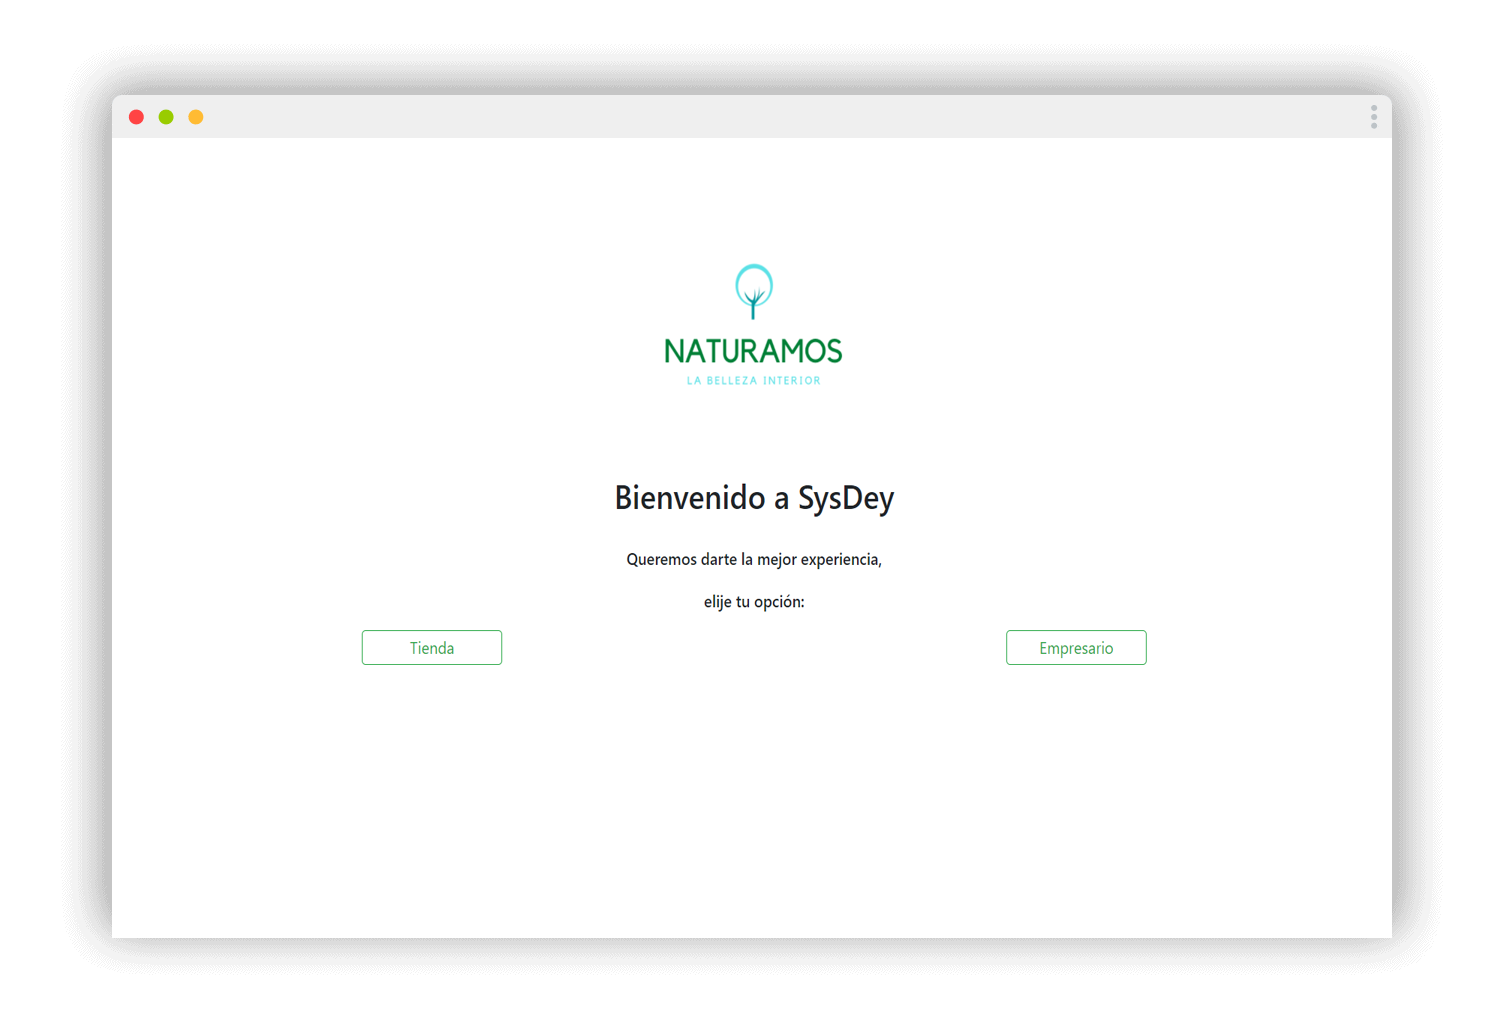 NATURAMOS
LA BELLEZA INTERIOR
Bienvenido a SysDey
Queremos darte la mejor experiencia,
elije tu opción:
Tienda
Empresario